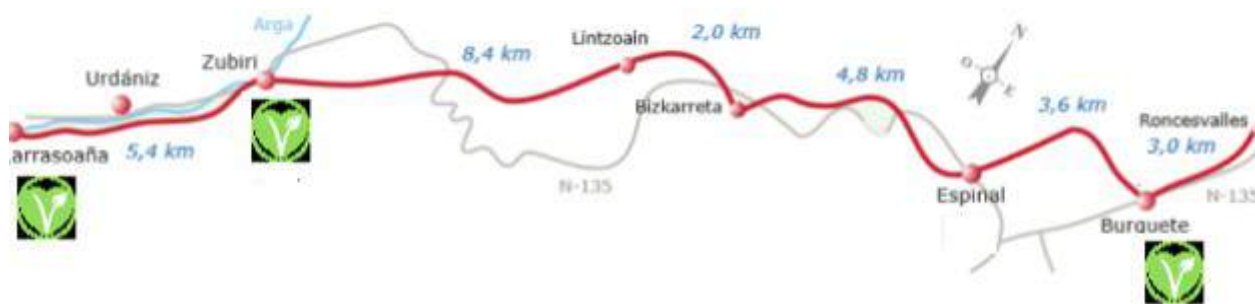 Arga
Zubiri
Urdániz
arrasoaña
5,4 km
8,4 km
Lintzoain
2,0 km
Bizkarreta
N-135
4,8 km
N
O
E
3,6 km
Espinal
Roncesvalles
3,0 km
N-135
Burguete